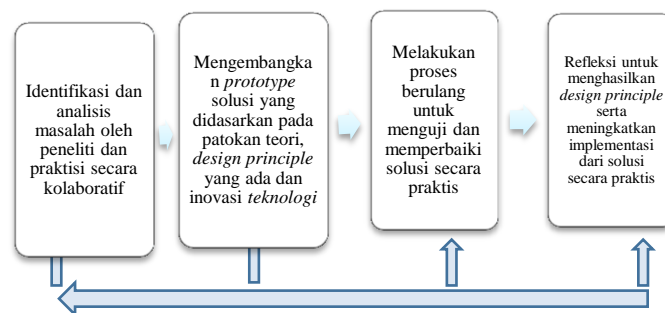 Identifikasi dan
analisis
masalah oleh
peneliti dan
praktisi secara
kolaboratif
Mengembangka
n prototype
solusi yang
didasarkan pada
patokan teori,
design principle
yang ada dan
inovasi teknologi
Melakukan
proses
berulang
untuk
menguji dan
memperbaiki
solusi secara
praktis
Refleksi untuk
menghasilkan
design principle
serta
meningkatkan
implementasi
dari solusi
secara praktis